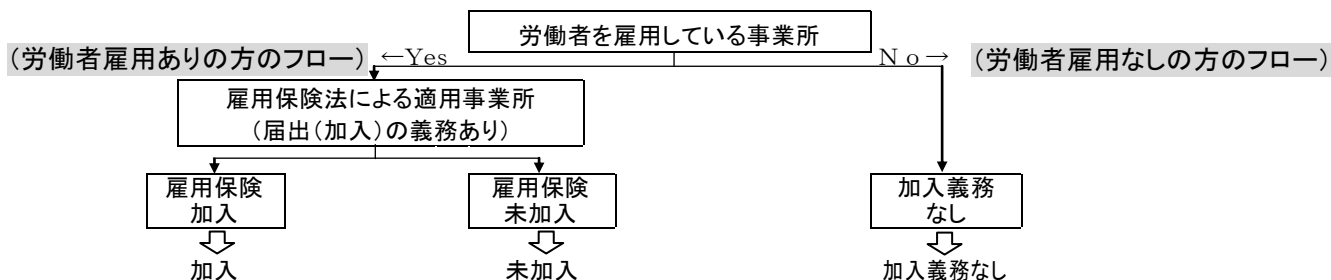 労働者を雇用している事業所
(労働者雇用ありの方のフロー) ←Yes No→ (労働者雇用なしの方のフロー)
雇用保険法による適用事業所
(届出(加入)の義務あり)
雇用保険
加入
雇用保険
未加入
加入義務
なし
加入
未加入
加入義務なし